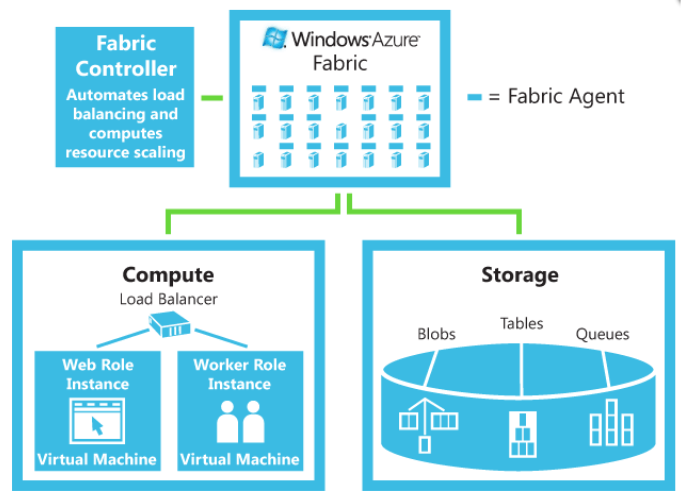 Fabric
Controller
Automates load
balancing and
computes
resource scaling
Windows Azure
Fabric
= Fabric Agent
Compute
Load Balancer
Web Role
Instance
Virtual Machine
Worker Role
Instance
Virtual Machine
Storage
Blobs
Tables
Queues